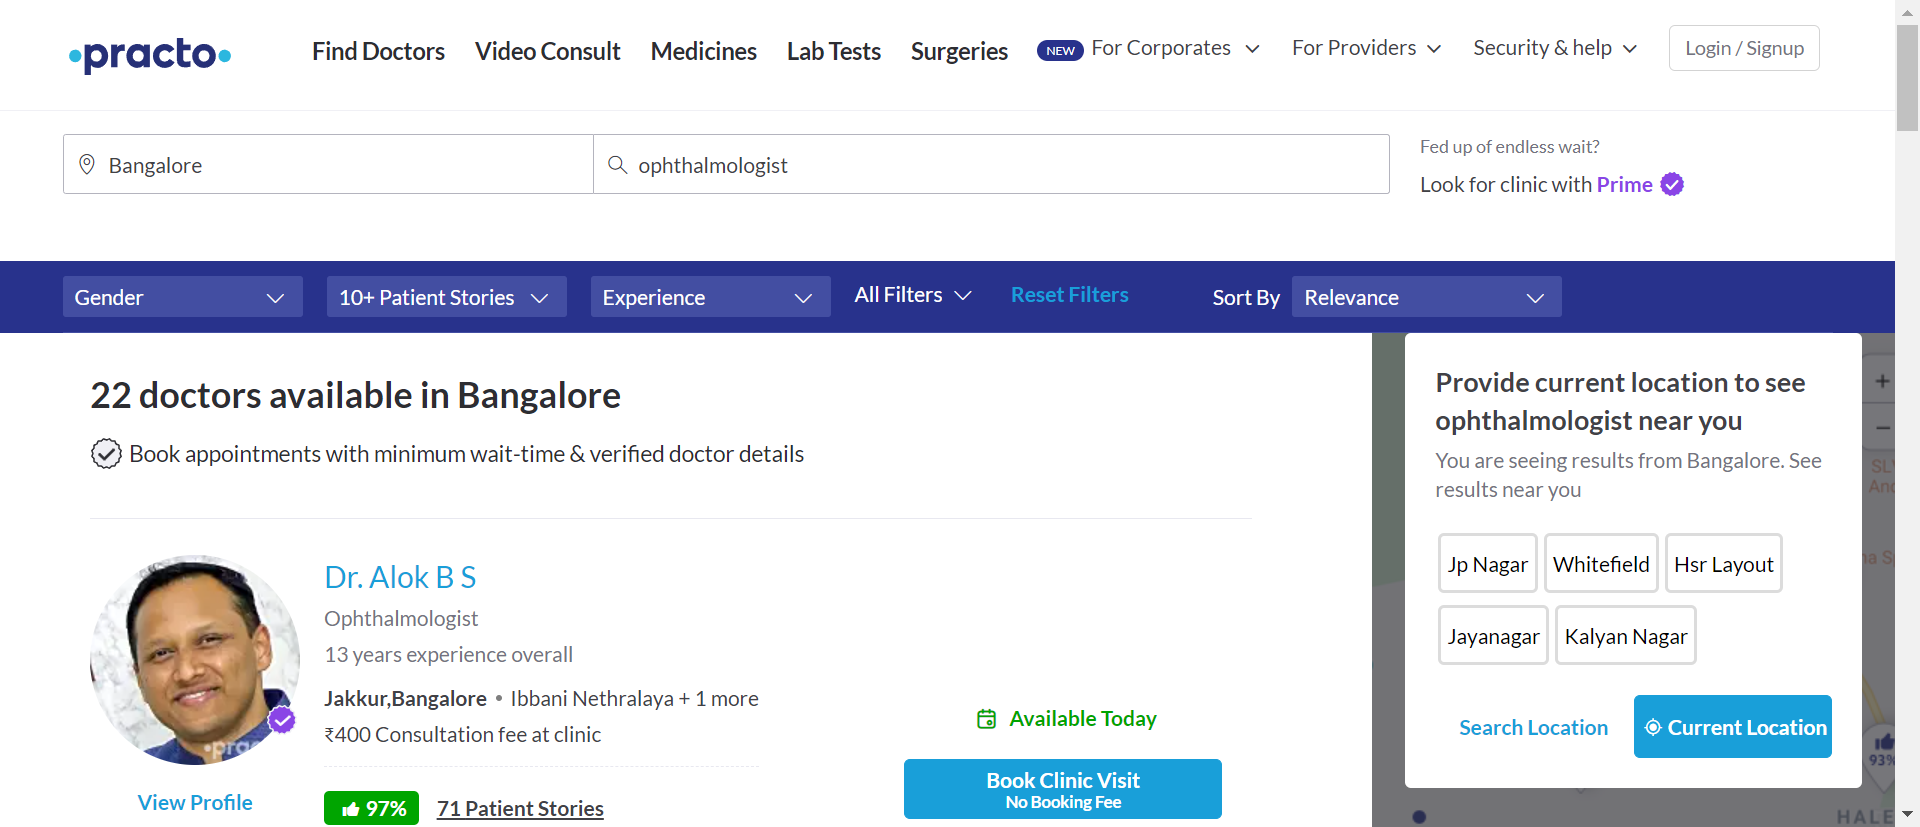 practo
Find Doctors
Video Consult
Medicines
Lab Tests
Surgeries
NEW
For Corporates
For Providers
Security & help
Login / Signup
Bangalore
ophthalmologist
Fed up of endless wait?
Look for clinic with Prime
Gender
10+ Patient Stories
Experience
All Filters
Reset Filters
Sort By
Relevance
22 doctors available in Bangalore
Book appointments with minimum wait-time & verified doctor details
Dr. Alok B S
Ophthalmologist
13 years experience overall
Jakkur,Bangalore • Ibbani Nethralaya + 1 more
₹400 Consultation fee at clinic
View Profile
97%
71 Patient Stories
Available Today
Book Clinic Visit
No Booking Fee
Provide current location to see
ophthalmologist near you
You are seeing results from Bangalore. See
results near you
Jp Nagar
Whitefield
Hsr Layout
Jayanagar
Kalyan Nagar
Search Location
Current Location
93%